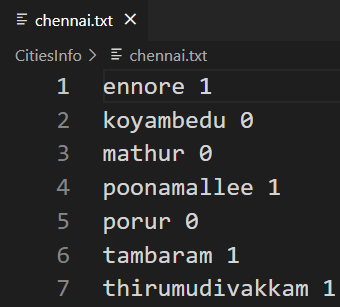 chennai.txt
CitiesInfo > chennai.txt
1 ennore 1
2 koyambedu 0
3 mathur 0
4 poonamallee 1
5 porur 0
6 tambaram 1
7 thirumudivakkam 1